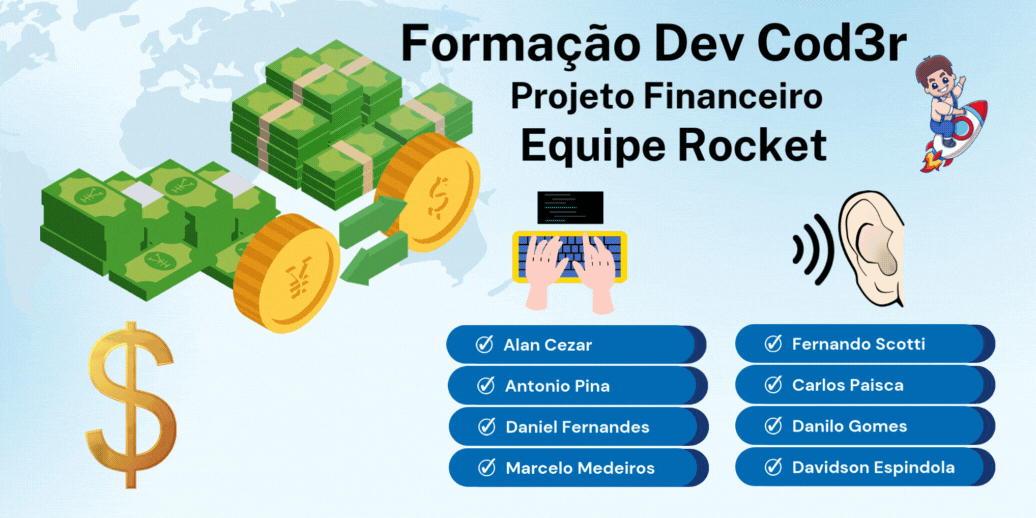 Formação Dev Cod3r
Projeto Financeiro
Equipe Rocket
Alan Cezar
Antonio Pina
Daniel Fernandes
Marcelo Medeiros
Fernando Scotti
Carlos Paisca
Danilo Gomes
Davidson Espindola